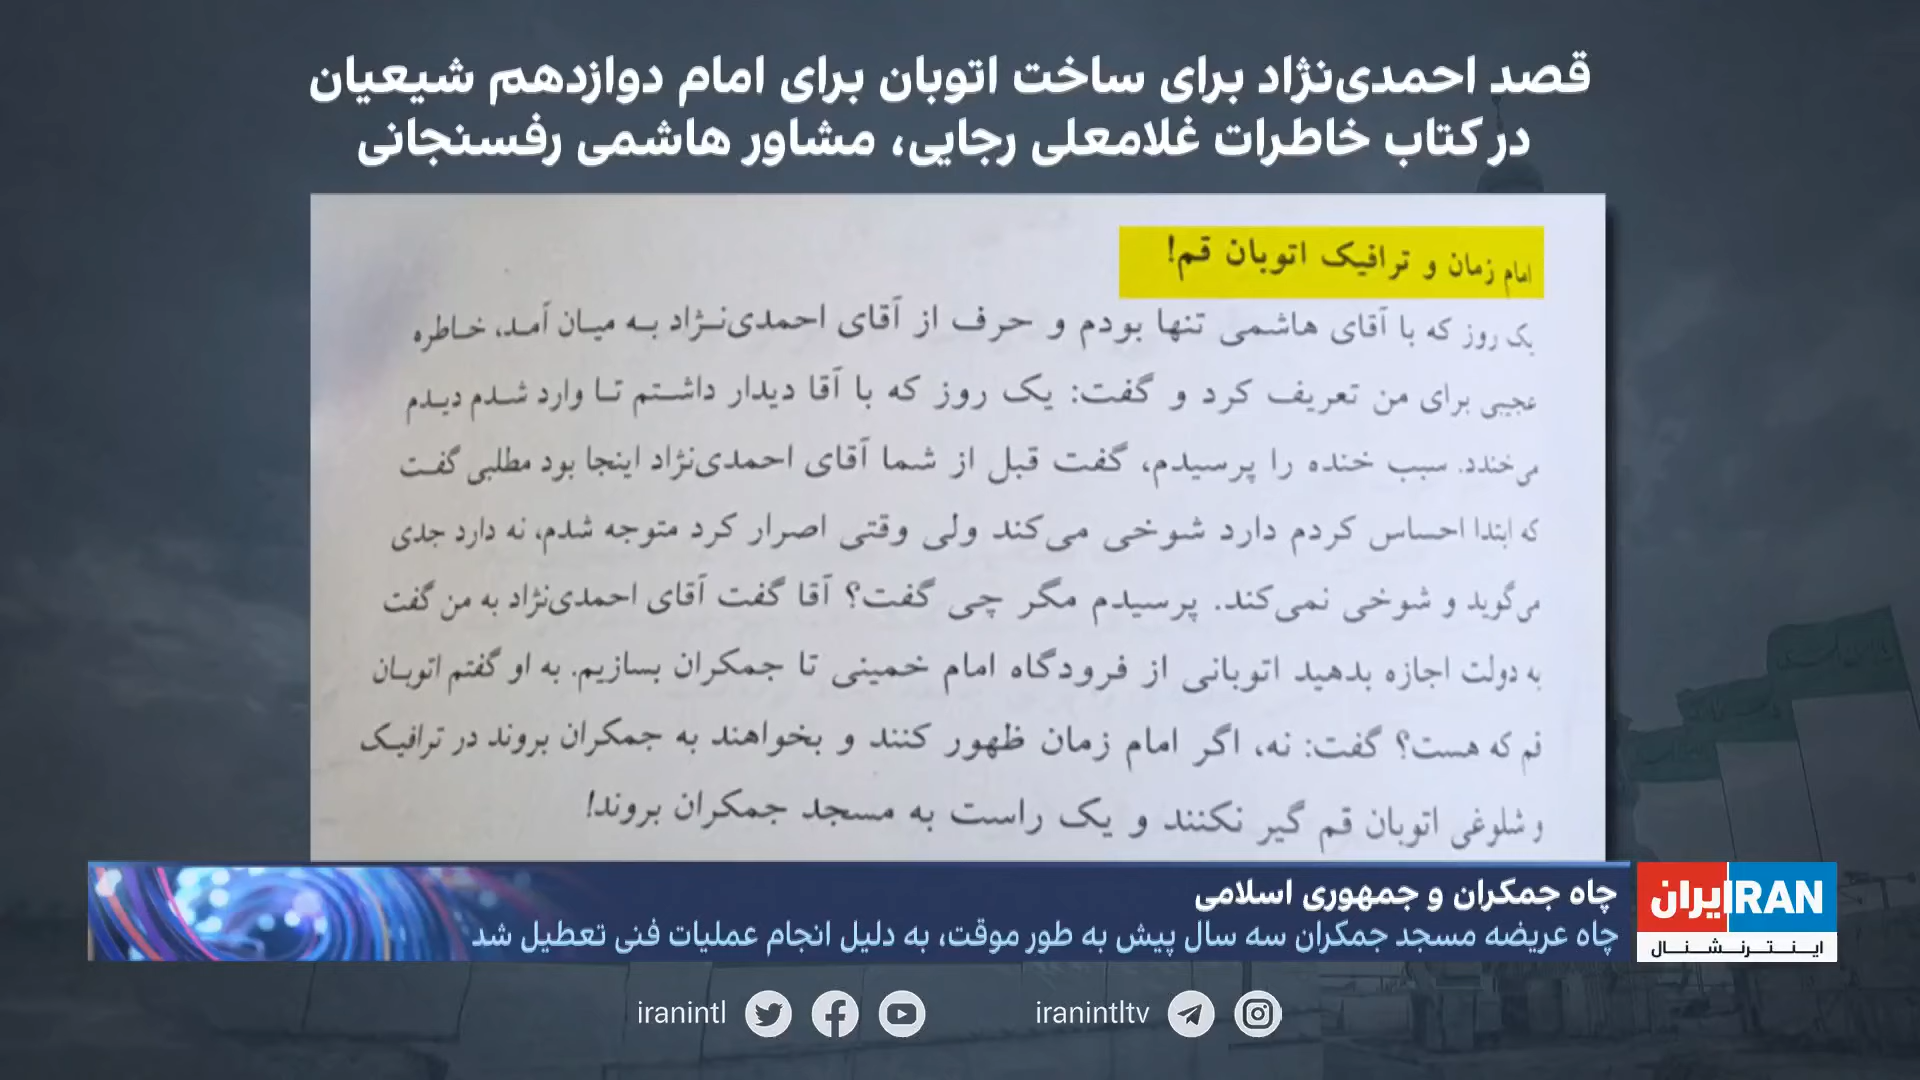 قصد احمدی‌نژاد برای ساخت اتوبان برای امام دوازدهم شیعیان
در کتاب خاطرات غلامعلی رجایی، مشاور هاشمی رفسنجانی
امام زمان و ترافیک اتوبان قم!
یک روز که با آقای هاشمی تنها بودم و حرف از آقای احمدی‌نژاد به میان آمد، خاطره
عجیبی برای من تعریف کرد و گفت: یک روز که با آقا دیدار داشتم تا وارد شدم دیدم
می‌خندد. سبب خنده را پرسیدم، گفت قبل از شما آقای احمدی‌نژاد اینجا بود مطلبی گفت
که ابتدا احساس کردم دارد شوخی می‌کند ولی وقتی اصرار کرد متوجه شدم، نه دارد جدی
می‌گوید و شوخی نمی‌کند. پرسیدم مگر چی گفت؟ آقا گفت آقای احمدی‌نژاد به من گفت
به دولت اجازه بدهید اتوبانی از فرودگاه امام خمینی تا جمکران بسازیم. به او گفتم اتوبان
قم که هست؟ گفت: نه، اگر امام زمان ظهور کنند و بخواهند به جمکران بروند در ترافیک
و شلوغی اتوبان قم گیر نکنند و یک راست به مسجد جمکران بروند!
چاه جمکران و جمهوری اسلامی
چاه عریضه مسجد جمکران سه سال پیش به طور موقت، به دلیل انجام عملیات فنی تعطیل شد
ایران IRAN
اینترنشنال
iranintl
iranintltv